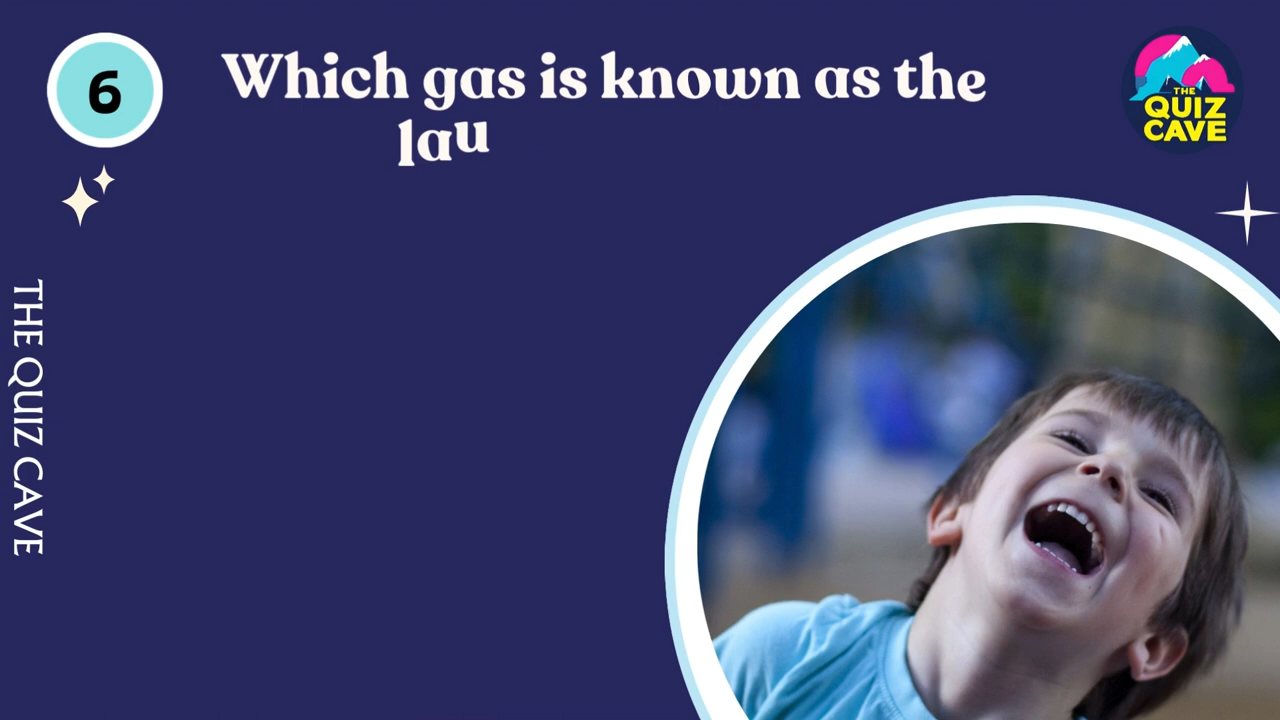 6
Which gas is known as the
lau
THE
QUIZ
CAVE
THE QUIZ CAVE